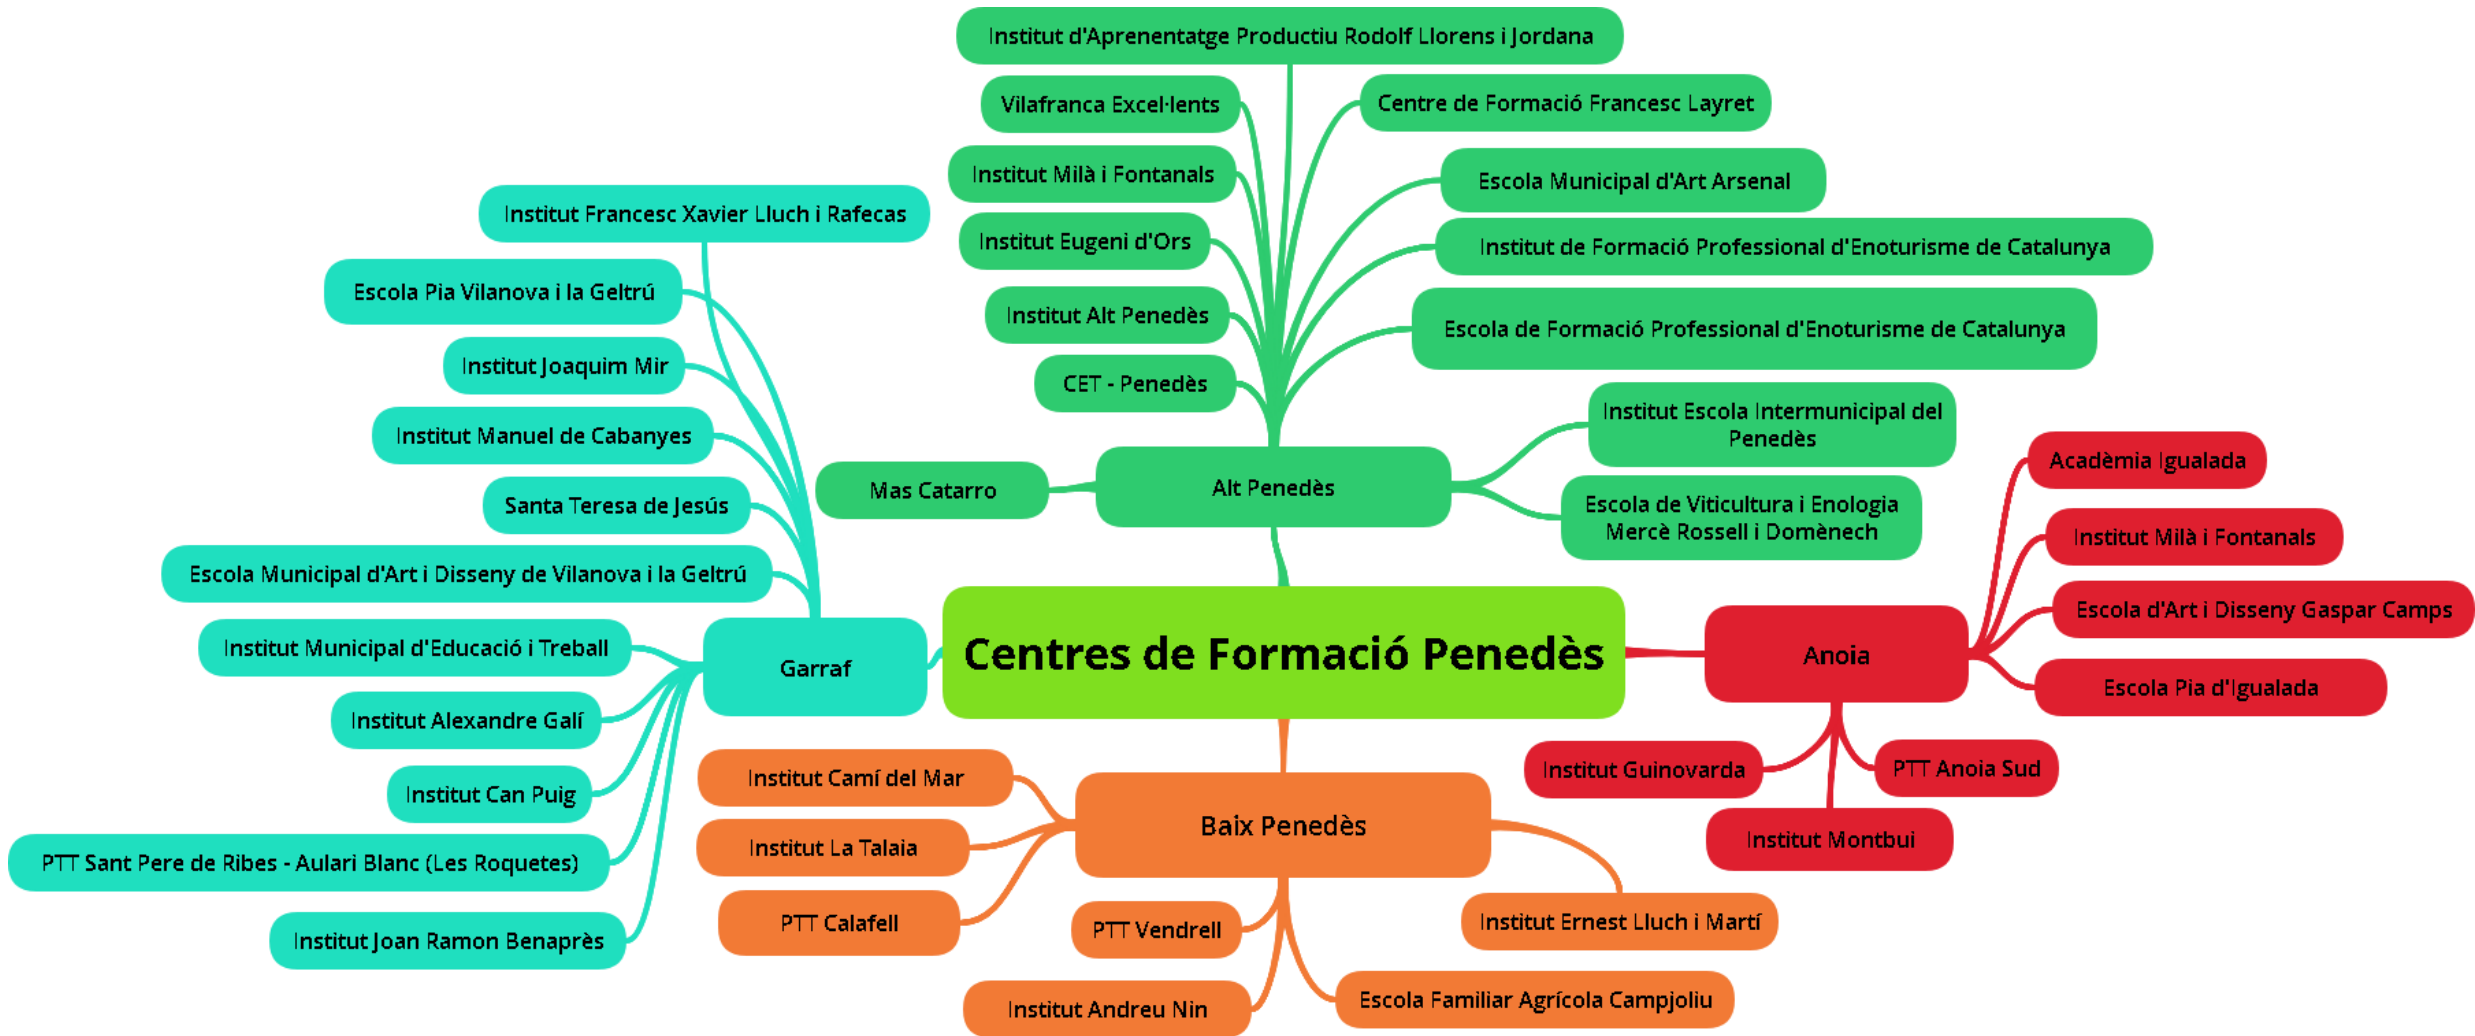 Institut d'Aprenentatge Productiu Rodolf Llorens i Jordana
Vilafranca Excel·lents
Centre de Formació Francesc Layret
Institut Milà i Fontanals
Escola Municipal d'Art Arsenal
Institut Eugeni d'Ors
Institut de Formació Professional d'Enoturisme de Catalunya
Institut Alt Penedès
Escola de Formació Professional d'Enoturisme de Catalunya
CET - Penedès
Institut Escola Intermunicipal del
Penedès
Mas Catarro
Alt Penedès
Escola de Viticultura i Enologia
Mercè Rossell i Domènech
Institut Francesc Xavier Lluch i Rafecas
Escola Pia Vilanova i la Geltrú
Institut Joaquim Mir
Institut Manuel de Cabanyes
Santa Teresa de Jesús
Escola Municipal d'Art i Disseny de Vilanova i la Geltrú
Institut Municipal d'Educació i Treball
Garraf
Institut Alexandre Galí
Institut Can Puig
PTT Sant Pere de Ribes - Aulari Blanc (Les Roquetes)
Institut Joan Ramon Benaprès
Centres de Formació Penedès
Acadèmia Igualada
Institut Milà i Fontanals
Escola d'Art i Disseny Gaspar Camps
Anoia
Escola Pia d'Igualada
Institut Guinovarda
PTT Anoia Sud
Institut Montbui
Institut Camí del Mar
Baix Penedès
Institut La Talaia
PTT Calafell
PTT Vendrell
Institut Ernest Lluch i Martí
Institut Andreu Nin
Escola Familiar Agrícola Campjoliu